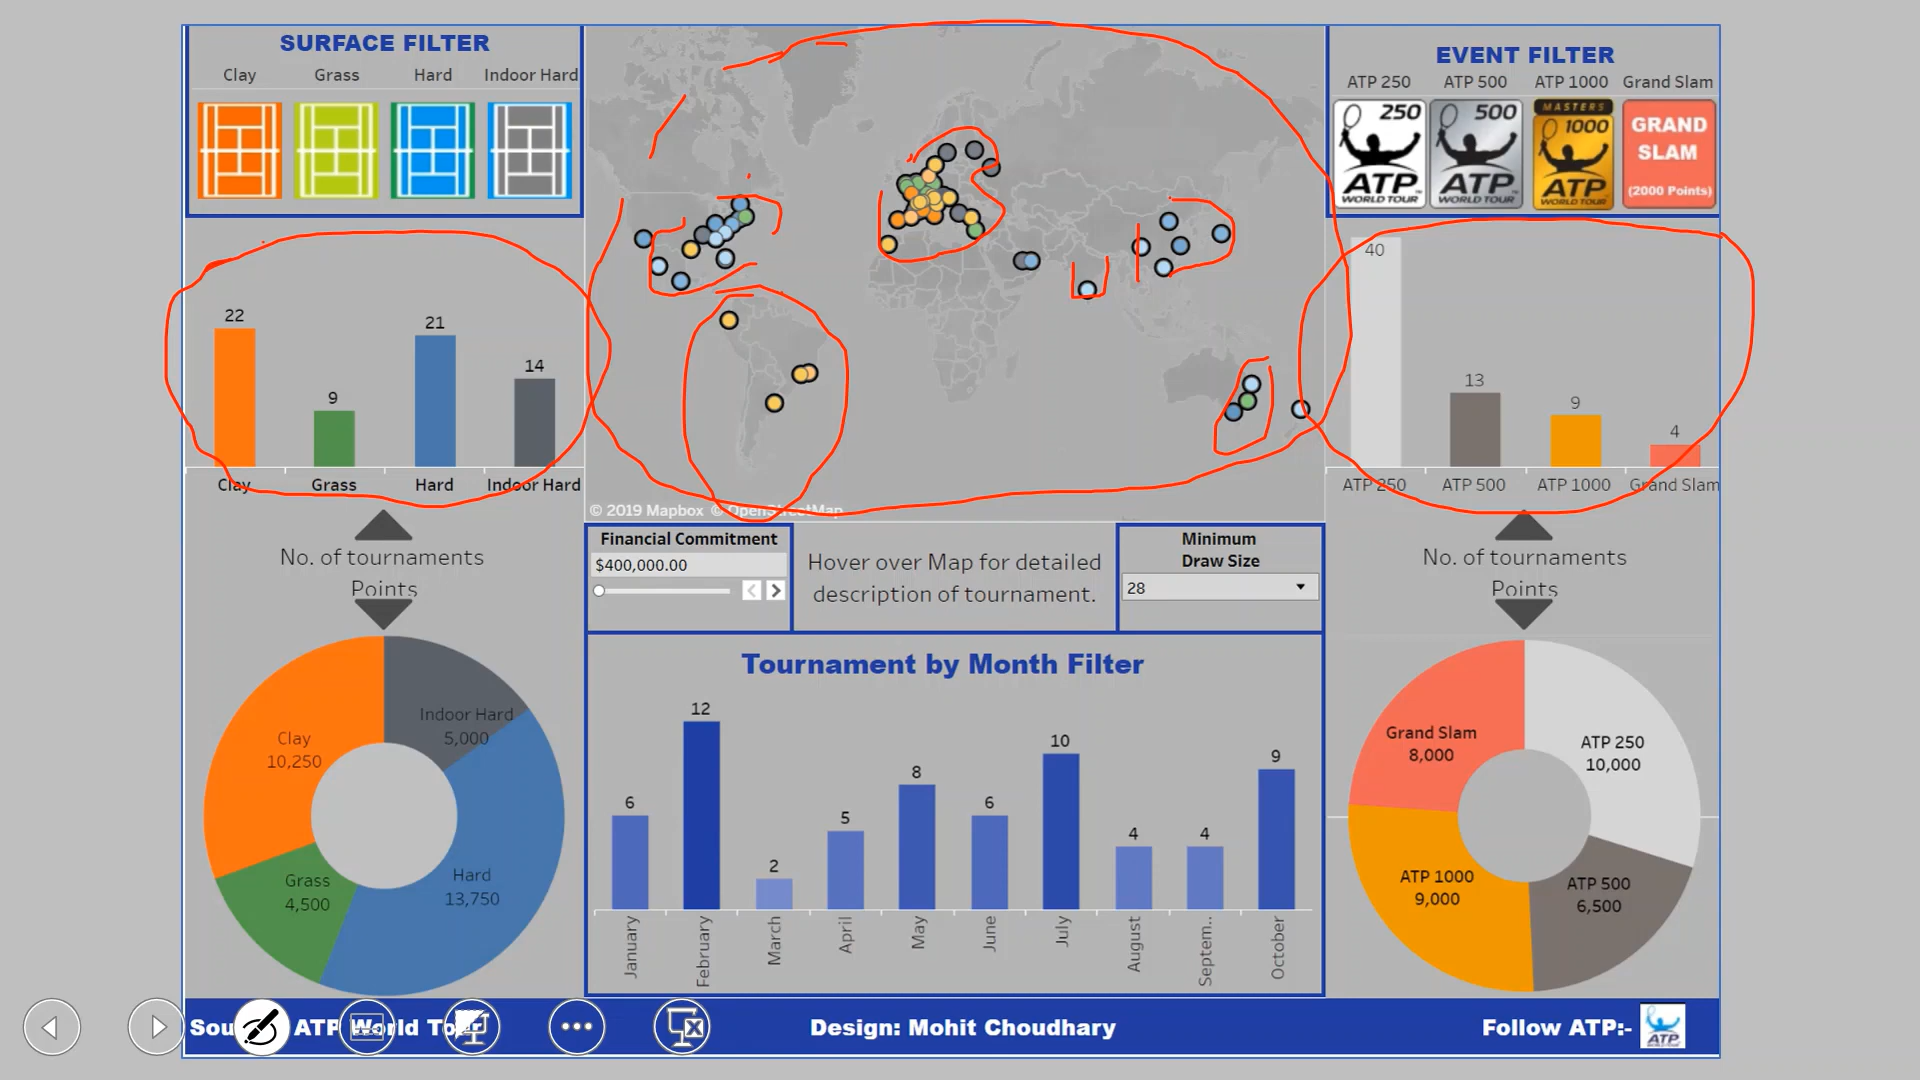 SURFACE FILTER
Clay Grass Hard Indoor Hard
22
9
21
14
Clay Grass Hard Indoor Hard
No. of tournaments
Points
Indoor Hard
5,000
Clay
10,250
Hard
13,750
Grass
4,500
© 2019 Mapbox © OpenStreetMap
Financial Commitment
$400,000.00
Hover over Map for detailed
description of tournament.
Minimum
Draw Size
28
Tournament by Month Filter
6
12
2
5
8
6
10
4
4
9
January
February
March
April
May
June
July
August
Septem..
October
EVENT FILTER
ATP 250 ATP 500 ATP 1000 Grand Slam
250
ATP
WORLD TOUR
500
ATP
WORLD TOUR
MASTERS
1000
ATP
WORLD TOUR
GRAND
SLAM
(2000 Points)
40
13
9
4
ATP 250 ATP 500 ATP 1000 Grand Slam
No. of tournaments
Points
Grand Slam
8,000
ATP 250
10,000
ATP 1000
9,000
ATP 500
6,500
ATP World
Design: Mohit Choudhary
Follow ATP:-
ATP